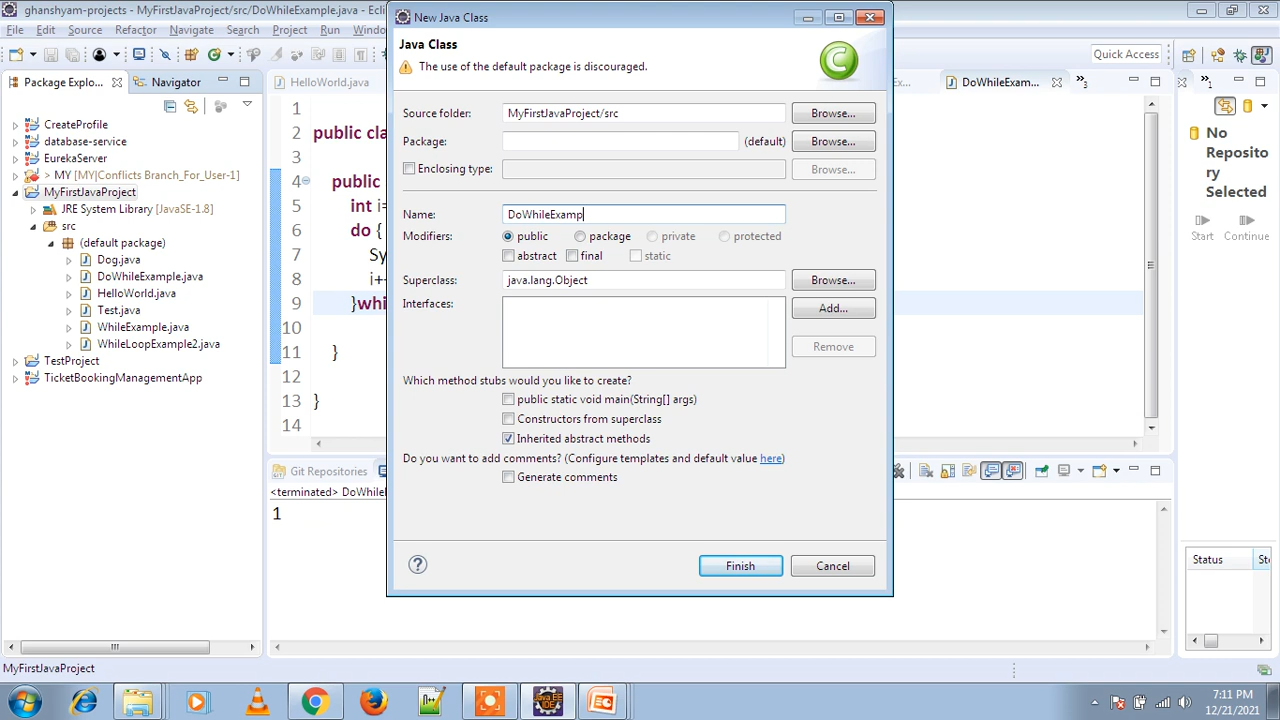 ghanshyam-projects - MyFirstJavaProject/src/DoWhileExample.java - Eclip
New Java Class
File Edit Source Refactor Navigate Search Project Run Window
Java Class
The use of the default package is discouraged.
Quick Access
Package Explo...
Navigator
HelloWorld.java
DoWhileExam...
3
1
CreateProfile
database-service
EurekaServer
> MY [MY|Conflicts Branch_For_User-1]
MyFirstJavaProject
JRE System Library [JavaSE-1.8]
src
(default package)
Dog.java
DoWhileExample.java
HelloWorld.java
Test.java
WhileExample.java
WhileLoopExample2.java
TestProject
TicketBookingManagementApp
1
2 public cla
3
4 public
5 int i=
6 do {
7 Sy
8 i+
9 }whi
10
11 }
12
13 }
14
Source folder: MyFirstJavaProject/src Browse...
Package: (default) Browse...
Enclosing type: Browse...
Name: DoWhileExamp
Modifiers: public package private protected
abstract final static
Superclass: java.lang.Object Browse...
Interfaces: Add...
Remove
Which method stubs would you like to create?
public static void main(String[] args)
Constructors from superclass
Inherited abstract methods
Do you want to add comments? (Configure templates and default value here)
Generate comments
Finish Cancel
No
Reposito
ry
Selected
Start Continue
Git Repositories
<terminated> DoWhileE
1
Status
MyFirstJavaProject
7:11 PM
12/21/2021